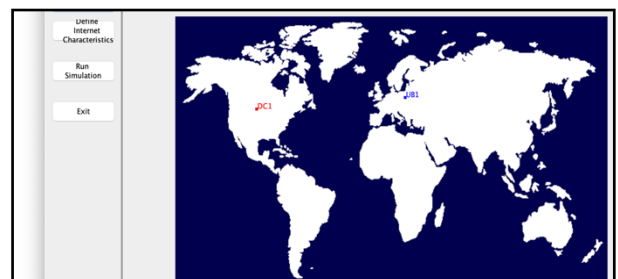 Define
Internet
Characteristics
Run
Simulation
Exit
DC1
UB1